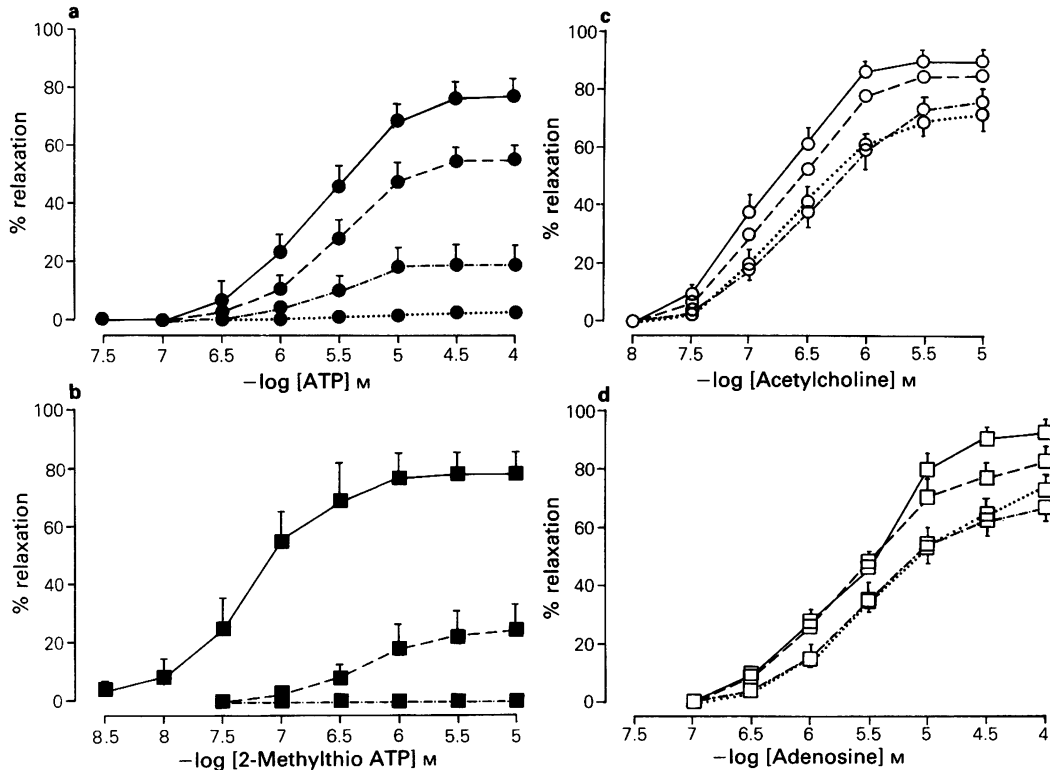 a
100
80
60
40
20
0
% relaxation
7.5 7 6.5 6 5.5 5 4.5 4
−log [ATP] M
b
100
80
60
40
20
0
% relaxation
8.5 8 7.5 7 6.5 6 5.5 5
−log [2-Methylthio ATP] M
c
100
80
60
40
20
0
% relaxation
8 7.5 7 6.5 6 5.5 5
−log [Acetylcholine] M
d
100
80
60
40
20
0
% relaxation
7.5 7 6.5 6 5.5 5 4.5 4
−log [Adenosine] M